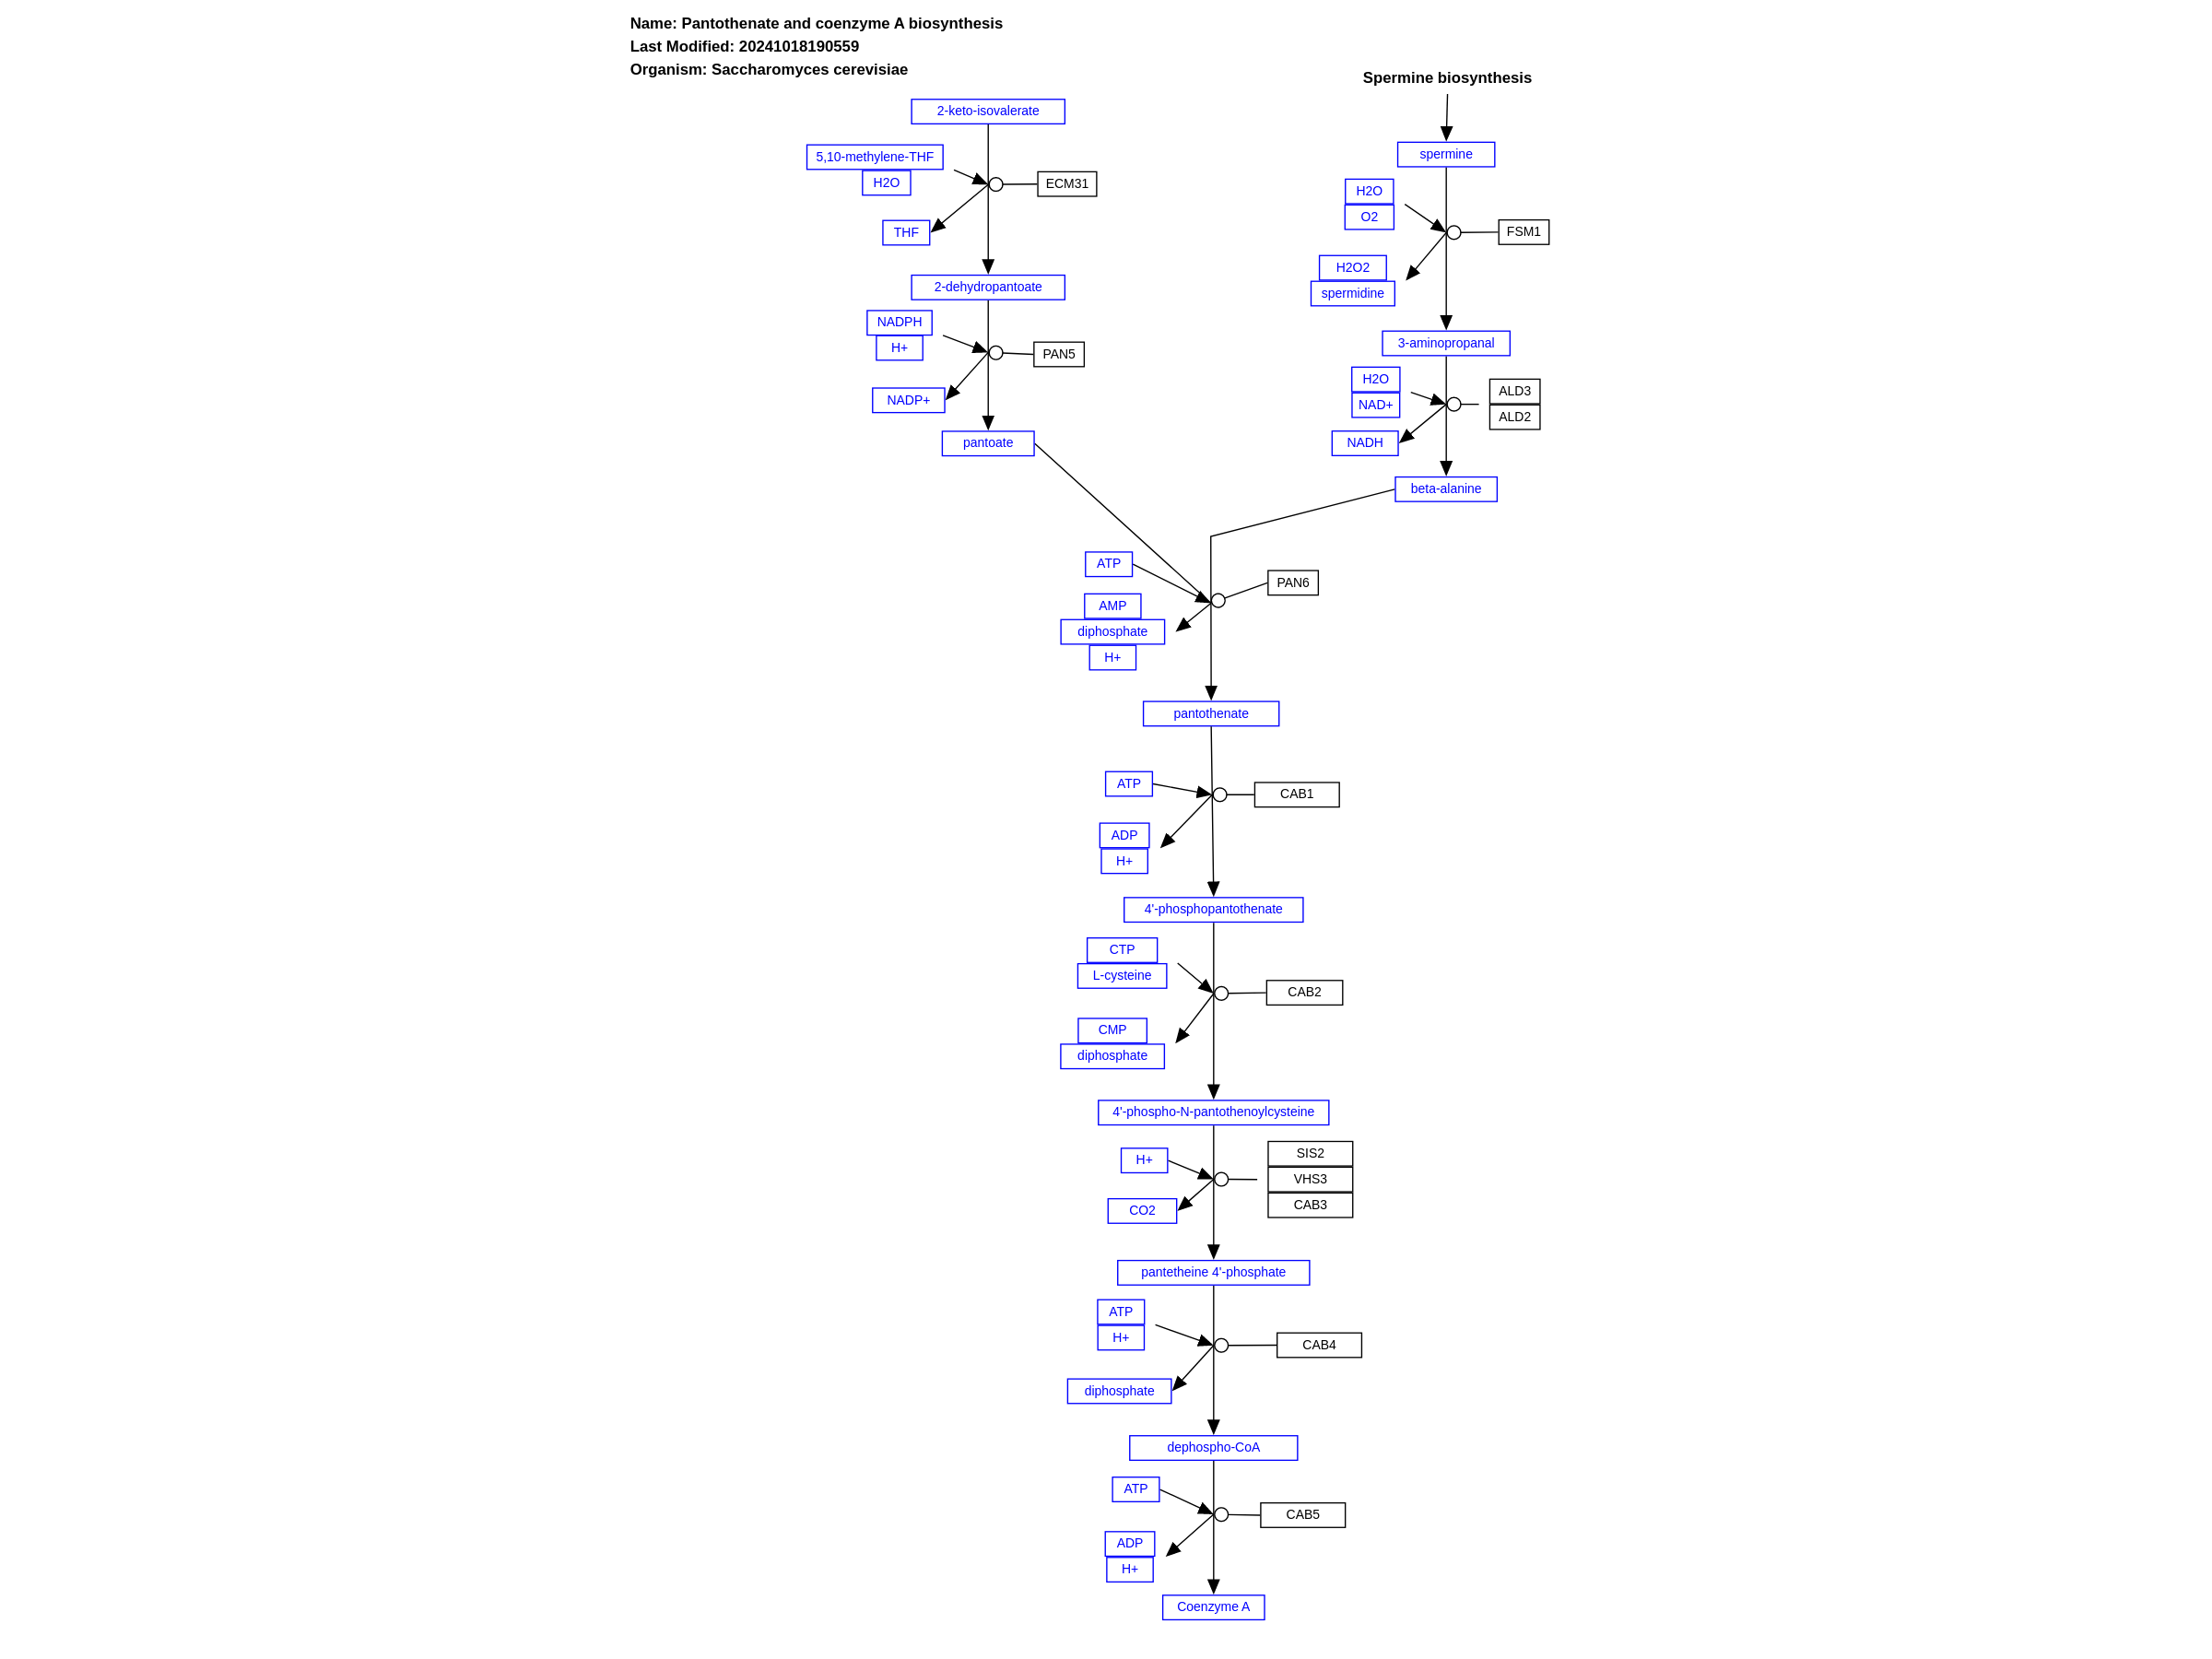 Name: Pantothenate and coenzyme A biosynthesis
Last Modified: 20241018190559
Organism: Saccharomyces cerevisiae
Spermine biosynthesis
2-keto-isovalerate
5,10-methylene-THF
H2O
ECM31
THF
2-dehydropantoate
NADPH
H+
PAN5
NADP+
pantoate
spermine
H2O
O2
FSM1
H2O2
spermidine
3-aminopropanal
H2O
NAD+
ALD3
ALD2
NADH
beta-alanine
ATP
PAN6
AMP
diphosphate
H+
pantothenate
ATP
CAB1
ADP
H+
4'-phosphopantothenate
CTP
L-cysteine
CAB2
CMP
diphosphate
4'-phospho-N-pantothenoylcysteine
H+
SIS2
VHS3
CAB3
CO2
pantetheine 4'-phosphate
ATP
H+
CAB4
diphosphate
dephospho-CoA
ATP
CAB5
ADP
H+
Coenzyme A